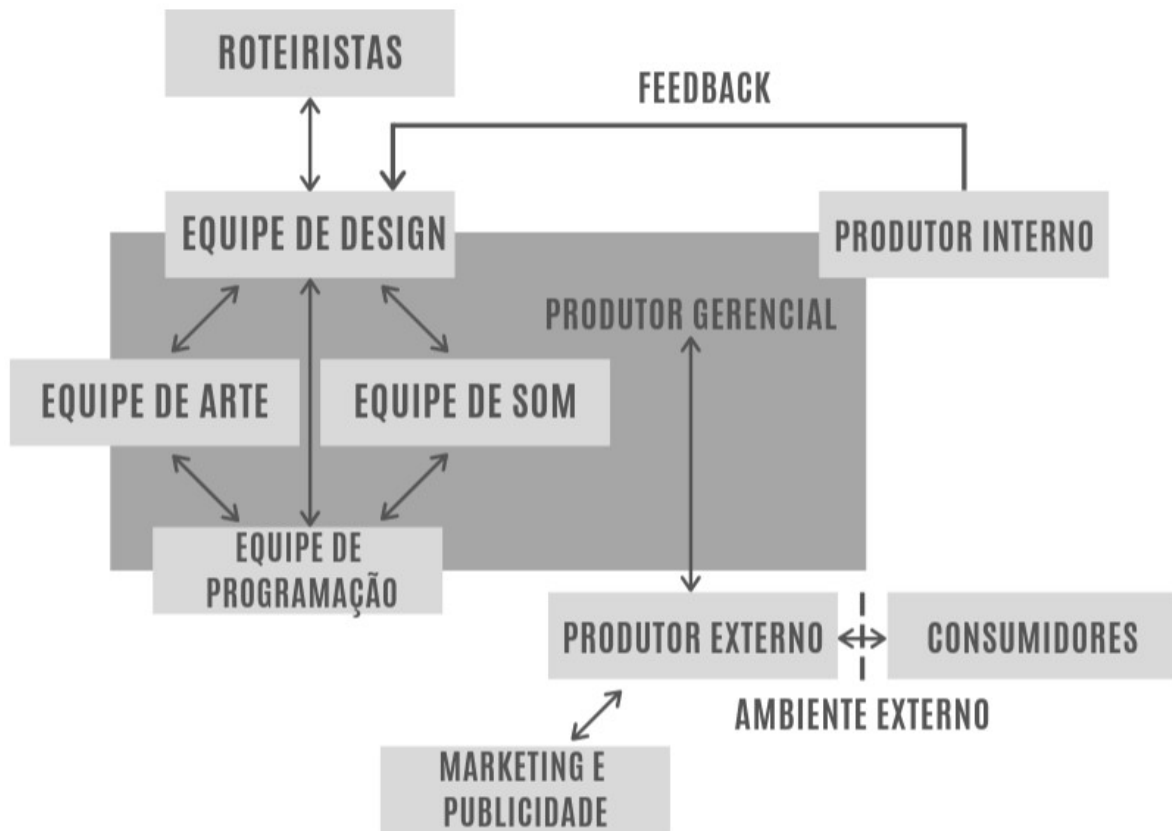 ROTEIRISTAS
FEEDBACK
EQUIPE DE DESIGN
PRODUTOR INTERNO
PRODUTOR GERENCIAL
EQUIPE DE ARTE
EQUIPE DE SOM
EQUIPE DE
PROGRAMAÇÃO
PRODUTOR EXTERNO
CONSUMIDORES
AMBIENTE EXTERNO
MARKETING E
PUBLICIDADE